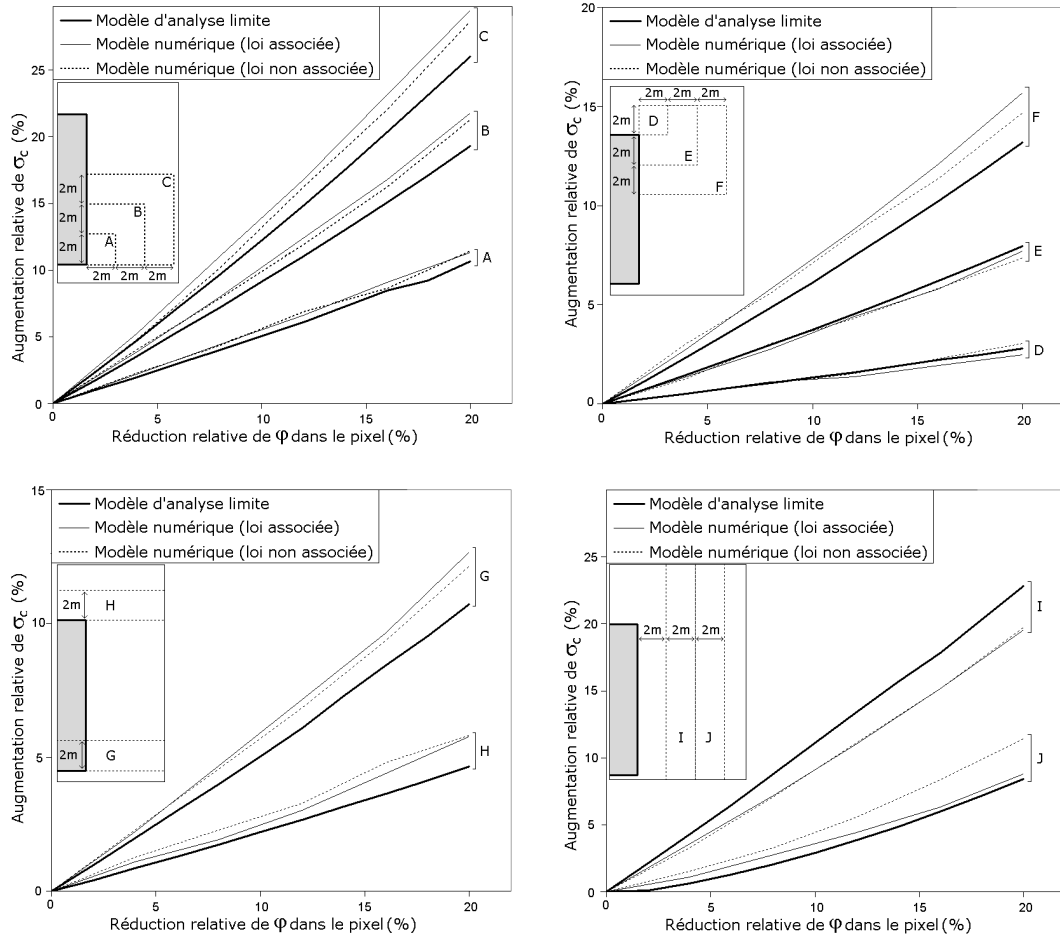 Modèle d'analyse limite
Modèle numérique (loi associée)
Modèle numérique (loi non associée)
Augmentation relative de σc (%)
25
20
15
10
5
0
2m
2m
2m
A
B
C
2m
2m
2m
C
B
A
0
5
10
15
20
Réduction relative de φ dans le pixel (%)
Modèle d'analyse limite
Modèle numérique (loi associée)
Modèle numérique (loi non associée)
Augmentation relative de σc (%)
20
15
10
5
0
2m
2m
2m
2m
2m
2m
D
E
F
F
E
D
0
5
10
15
20
Réduction relative de φ dans le pixel (%)
Modèle d'analyse limite
Modèle numérique (loi associée)
Modèle numérique (loi non associée)
Augmentation relative de σc (%)
15
10
5
0
2m
H
2m
G
G
H
0
5
10
15
20
Réduction relative de φ dans le pixel (%)
Modèle d'analyse limite
Modèle numérique (loi associée)
Modèle numérique (loi non associée)
Augmentation relative de σc (%)
25
20
15
10
5
0
2m
2m
2m
I
J
I
J
0
5
10
15
20
Réduction relative de φ dans le pixel (%)